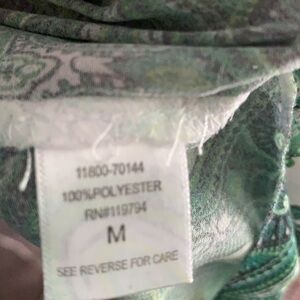 11800-70144
100%POLYESTER
RN#119794
M
SEE REVERSE FOR CARE